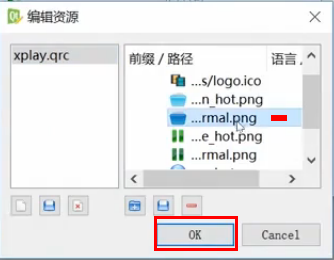 编辑资源
xplay.qrc
前缀 / 路径 语言 /
...s/logo.ico
...n_hot.png
...rmal.png
...e_hot.png
...rmal.png
OK Cancel